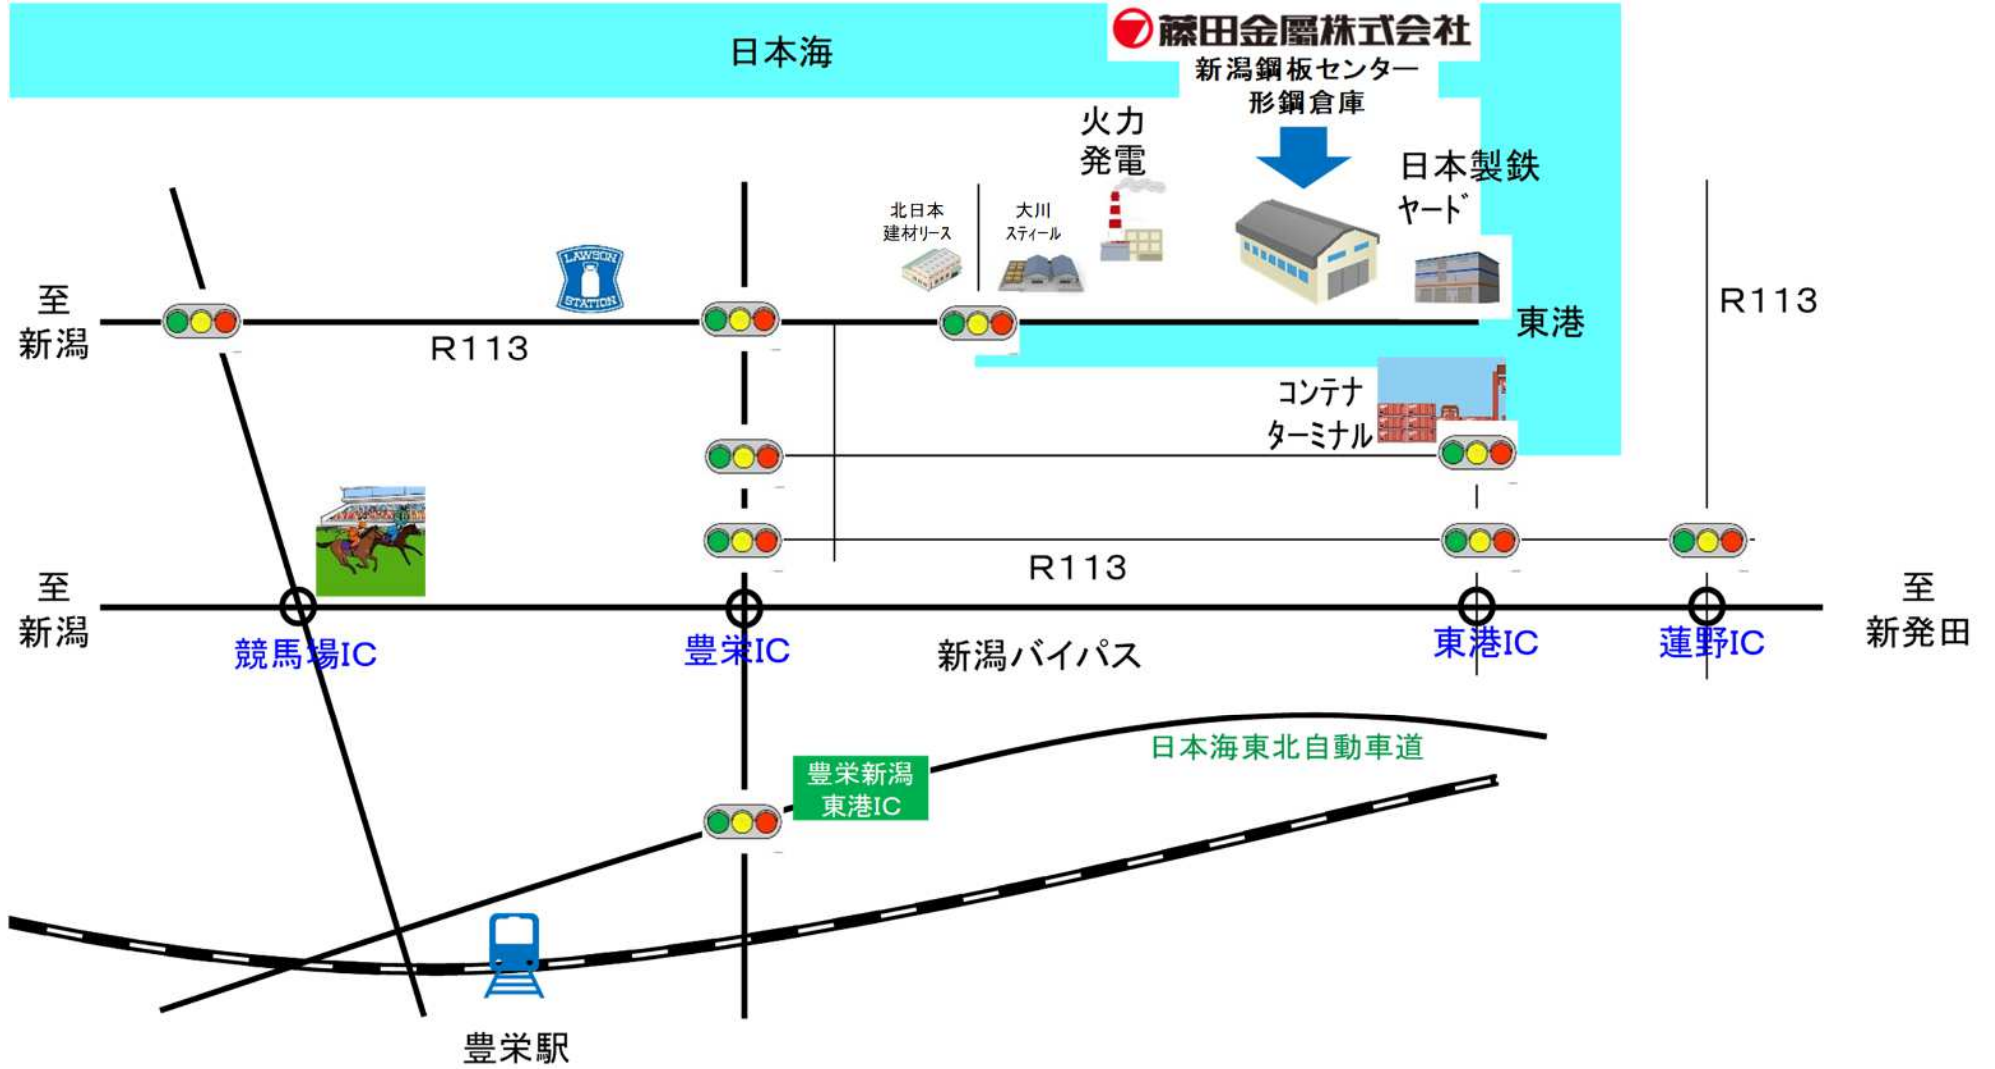 日本海
藤田金屬株式会社
新潟鋼板センター
形鋼倉庫
火力
発電
日本製鉄
ヤード
北日本
建材リース
大川
スティール
LAWSON
STATION
至
新潟
R113
東港
R113
コンテナ
ターミナル
R113
至
新潟
至
新発田
競馬場IC
豊栄IC
新潟バイパス
東港IC
蓮野IC
豊栄新潟
東港IC
日本海東北自動車道
豊栄駅